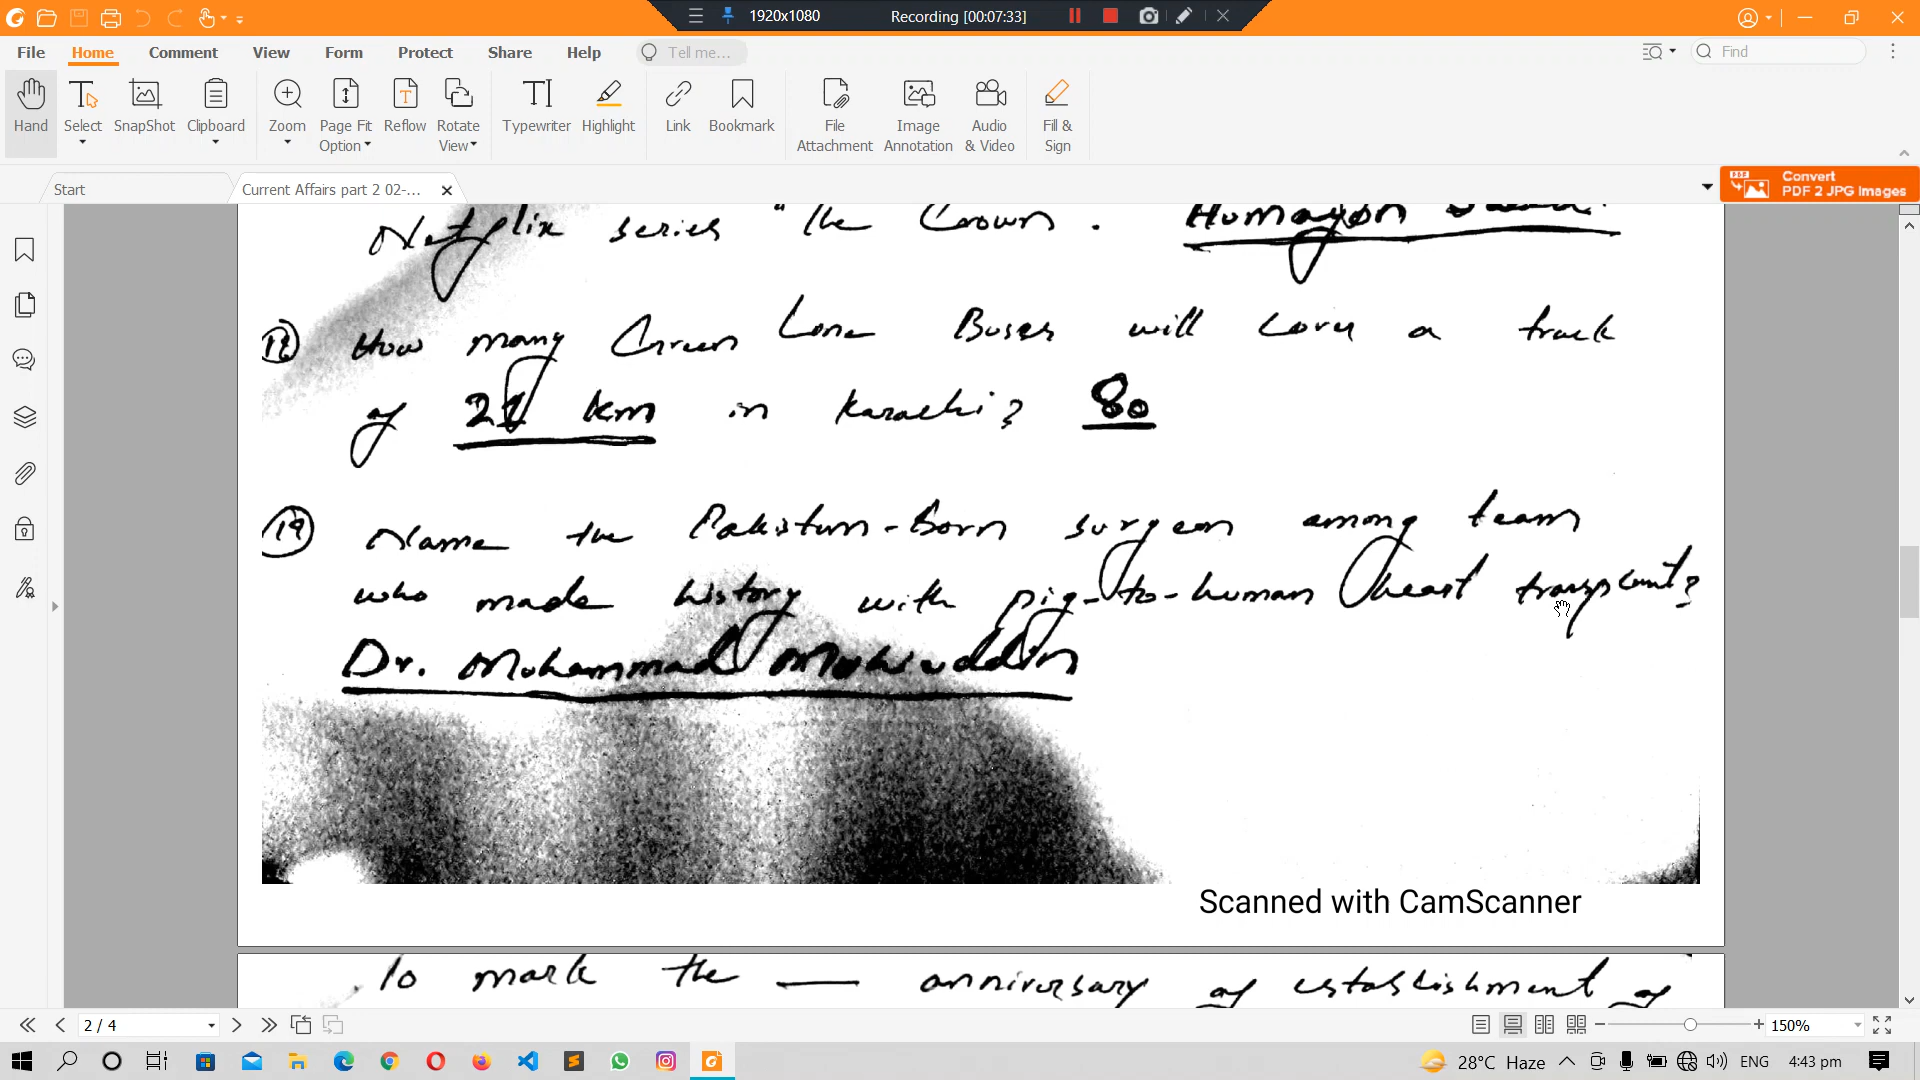 1920x1080 Recording [00:07:33]
File Home Comment View Form Protect Share Help Tell me... Find
Hand Select SnapShot Clipboard Zoom Page Fit Option Reflow Rotate View Typewriter Highlight Link Bookmark File Attachment Image Annotation Audio & Video Fill & Sign
Start Current Affairs part 2 02-... Convert
PDF 2 JPG Images
Netflix series "The Crown. Humayon
18 How many Green Lone Buses will cover a track
of 21 km in Karachi? 80
19 Name the Pakistan-Born surgeon among team
who made history with pig-to-human heart transplant?
Dr. Muhammad Mohiuddin
Scanned with CamScanner
To mark the — anniversary of establishment of
2 / 4 150%
28°C Haze ENG 4:43 pm